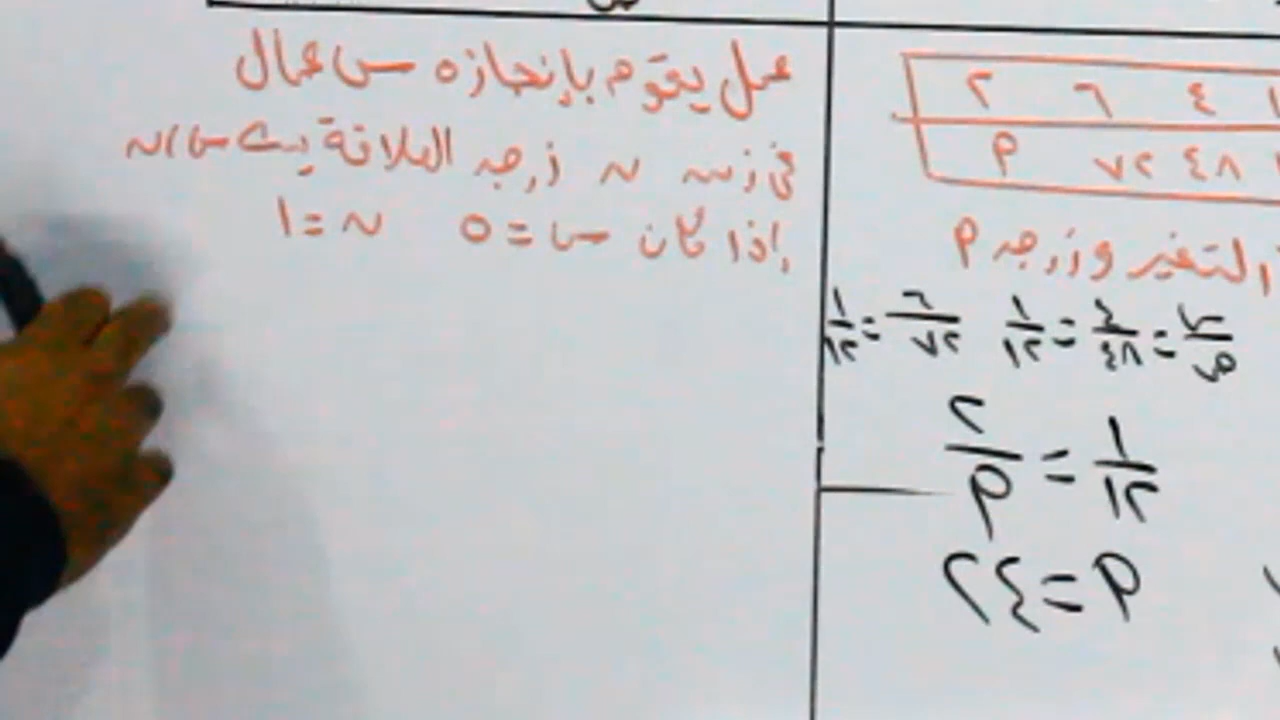 ٤ ٦ ٢
٤٨ ٧٢ م
التغير وأوجد م
س/ص = ٤/٤٨ = ١/١٢ ٦/٧٢ = ١/١٢
١/١٢ = ٢/م
م = ٢٤
عمل يقوم بإنجازه س عمال
في زمن ن أوجد العلاقة بين س، ن
إذا كان س = ٥ ن = ١